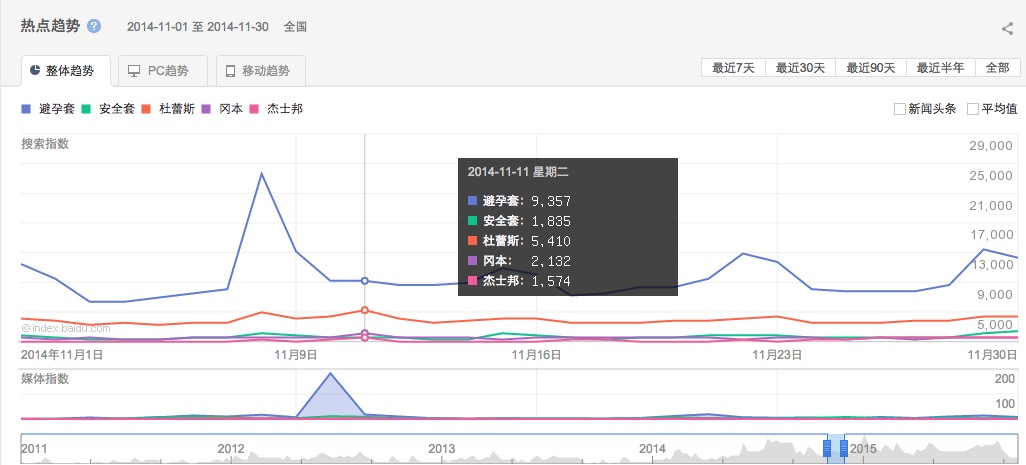 热点趋势 ? 2014-11-01 至 2014-11-30 全国
整体趋势 PC趋势 移动趋势 最近7天 最近30天 最近90天 最近半年 全部
避孕套 安全套 杜蕾斯 冈本 杰士邦 新闻头条 平均值
搜索指数
29,000
25,000
21,000
17,000
13,000
9,000
5,000
2014-11-11 星期二
避孕套: 9,357
安全套: 1,835
杜蕾斯: 5,410
冈本: 2,132
杰士邦: 1,574
© index.baidu.com
2014年11月1日 11月9日 11月16日 11月23日 11月30日
媒体指数
200
100
2011 2012 2013 2014 2015